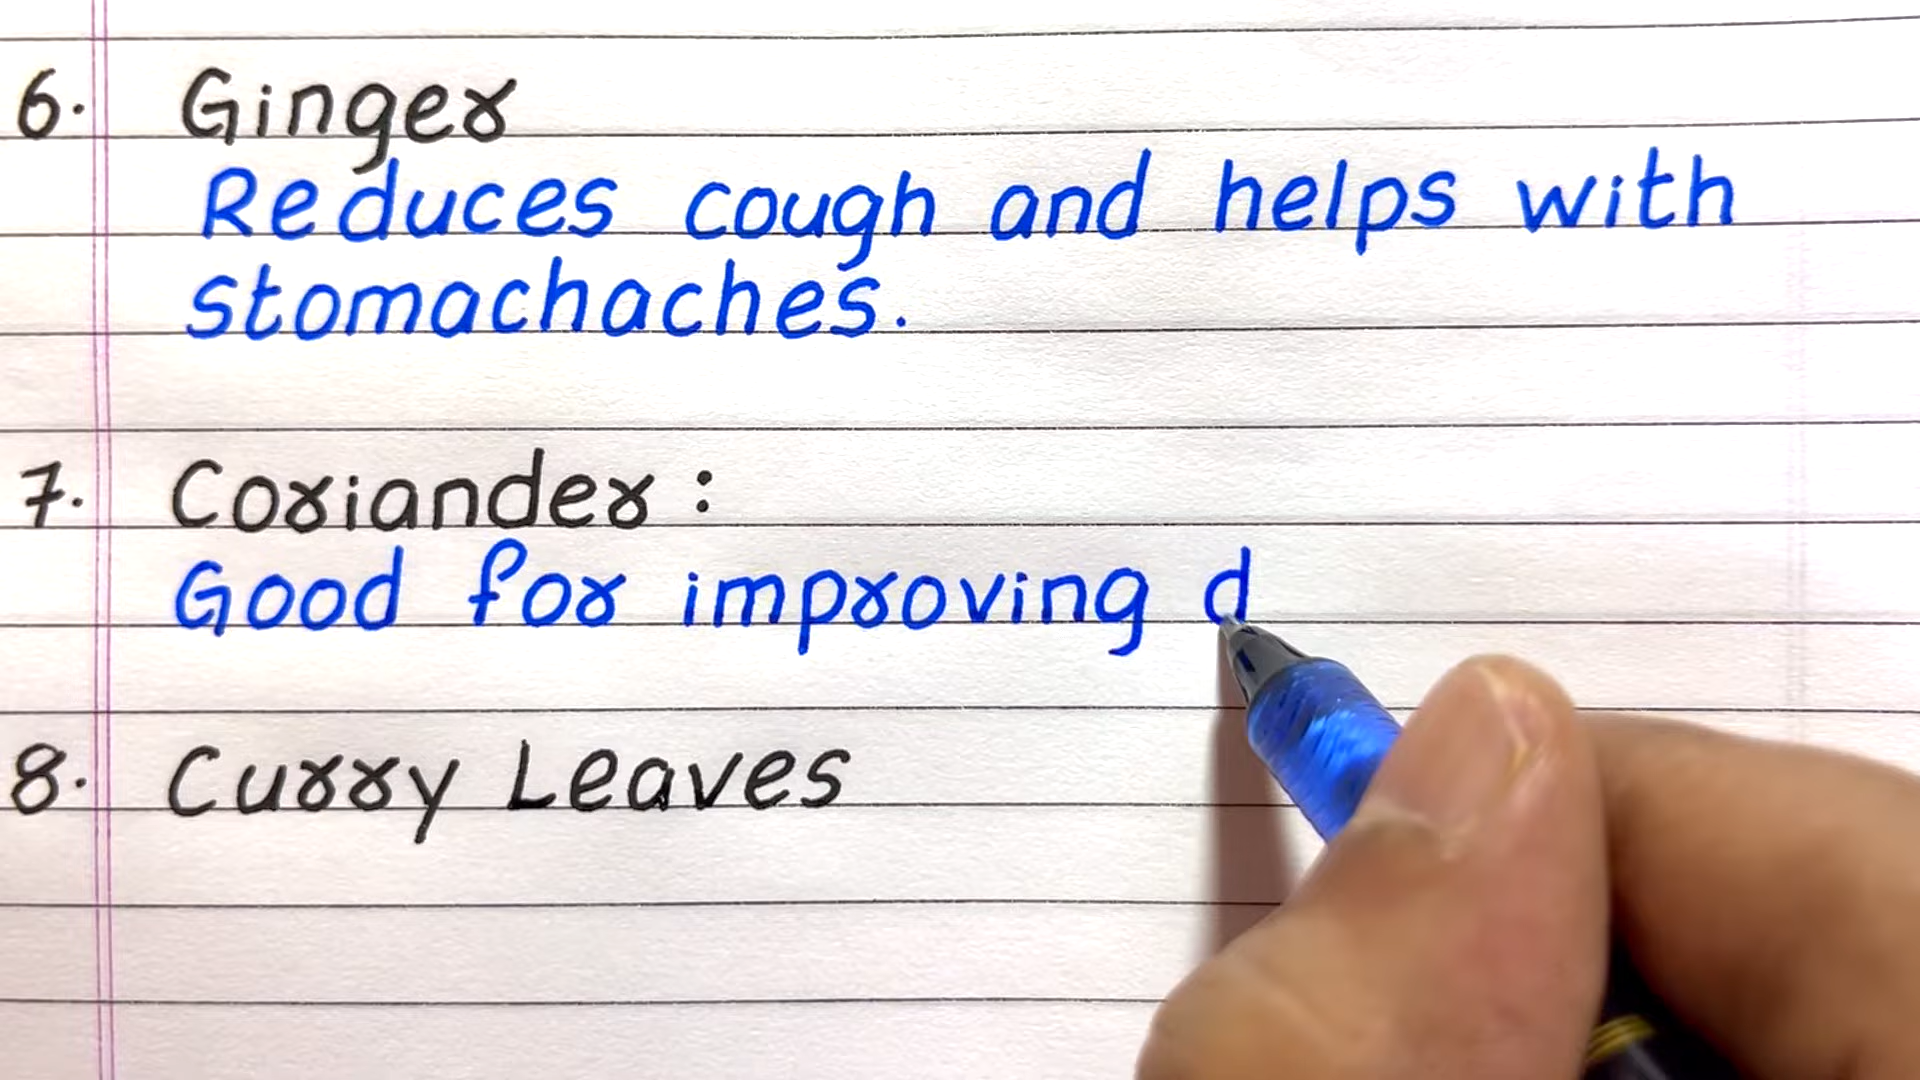 6. Ginger
Reduces cough and helps with
stomachaches.
7. Coriander :
Good for improving d
8. Curry Leaves